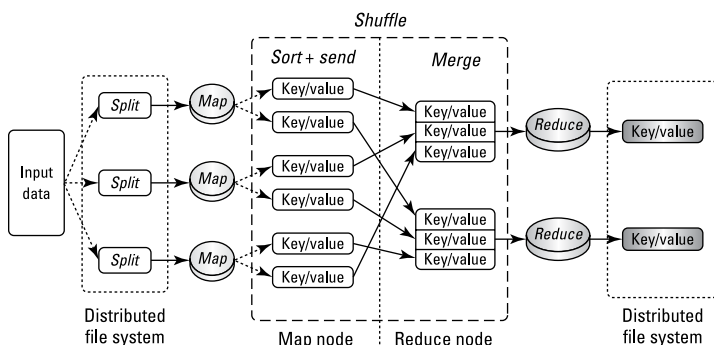 Shuffle
Sort + send
Merge
Input
data
Split
Split
Split
Map
Map
Map
Key/value
Key/value
Key/value
Key/value
Key/value
Key/value
Key/value
Key/value
Key/value
Key/value
Key/value
Key/value
Reduce
Reduce
Key/value
Key/value
Distributed
file system
Map node
Reduce node
Distributed
file system